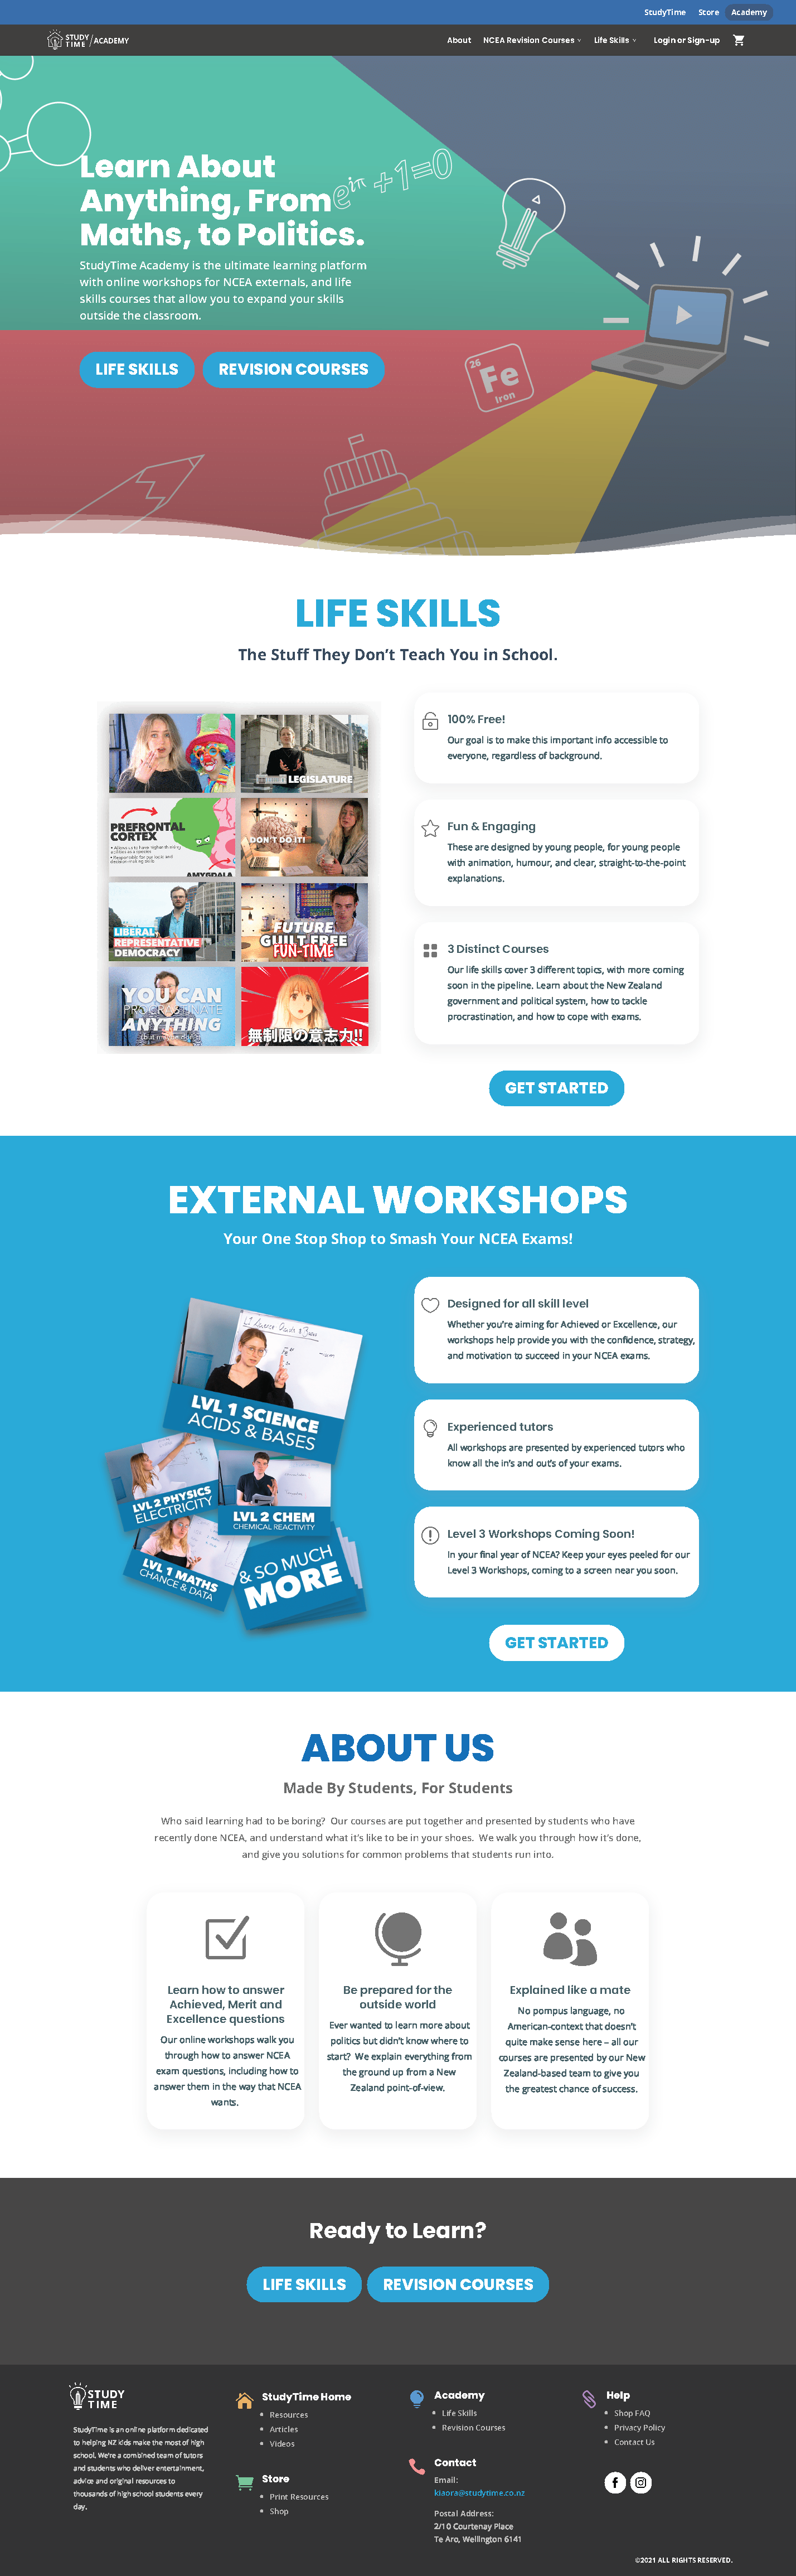 StudyTime Store Academy
STUDY TIME / ACADEMY
About NCEA Revision Courses Life Skills Login or Sign-up
Learn About
Anything, From
Maths, to Politics.
e^iπ +1=0
StudyTime Academy is the ultimate learning platform
with online workshops for NCEA externals, and life
skills courses that allow you to expand your skills
outside the classroom.
LIFE SKILLS REVISION COURSES
26
Fe
Iron
LIFE SKILLS
The Stuff They Don't Teach You in School.
LEGISLATURE
PREFRONTAL
CORTEX
AMYGDALA
DON'T DO IT!
LIBERAL
REPRESENTATIVE
DEMOCRACY
FUTURE
GUILT FREE
FUN-TIME
YOU CAN
PROCRASTINATE
ANYTHING
無制限の意志力!!
100% Free!
Our goal is to make this important info accessible to
everyone, regardless of background.
Fun & Engaging
These are designed by young people, for young people
with animation, humour, and clear, straight-to-the-point
explanations.
3 Distinct Courses
Our life skills cover 3 different topics, with more coming
soon in the pipeline. Learn about the New Zealand
government and political system, how to tackle
procrastination, and how to cope with exams.
GET STARTED
EXTERNAL WORKSHOPS
Your One Stop Shop to Smash Your NCEA Exams!
LVL 1 SCIENCE
ACIDS & BASES
LVL 2 PHYSICS
ELECTRICITY
LVL 2 CHEM
CHEMICAL REACTIVITY
LVL 1 MATHS
CHANCE & DATA
& SO MUCH
MORE
Designed for all skill level
Whether you're aiming for Achieved or Excellence, our
workshops help provide you with the confidence, strategy,
and motivation to succeed in your NCEA exams.
Experienced tutors
All workshops are presented by experienced tutors who
know all the in's and out's of your exams.
Level 3 Workshops Coming Soon!
In your final year of NCEA? Keep your eyes peeled for our
Level 3 Workshops, coming to a screen near you soon.
GET STARTED
ABOUT US
Made By Students, For Students
Who said learning had to be boring? Our courses are put together and presented by students who have
recently done NCEA, and understand what it's like to be in your shoes. We walk you through how it's done,
and give you solutions for common problems that students run into.
Learn how to answer
Achieved, Merit and
Excellence questions
Our online workshops walk you
through how to answer NCEA
exam questions, including how to
answer them in the way that NCEA
wants.
Be prepared for the
outside world
Ever wanted to learn more about
politics but didn't know where to
start? We explain everything from
the ground up from a New
Zealand point-of-view.
Explained like a mate
No pompus language, no
American-context that doesn't
quite make sense here – all our
courses are presented by our New
Zealand-based team to give you
the greatest chance of success.
Ready to Learn?
LIFE SKILLS REVISION COURSES
STUDY
TIME
StudyTime is an online platform dedicated
to helping NZ kids make the most of high
school. We're a combined team of tutors
and students who deliver entertainment,
advice and original resources to
thousands of high school students every
day.
StudyTime Home
Resources
Articles
Videos
Store
Print Resources
Shop
Academy
Life Skills
Revision Courses
Contact
Email:
kiaora@studytime.co.nz
Postal Address:
2/10 Courtenay Place
Te Aro, Wellington 6141
Help
Shop FAQ
Privacy Policy
Contact Us
©2021 ALL RIGHTS RESERVED.